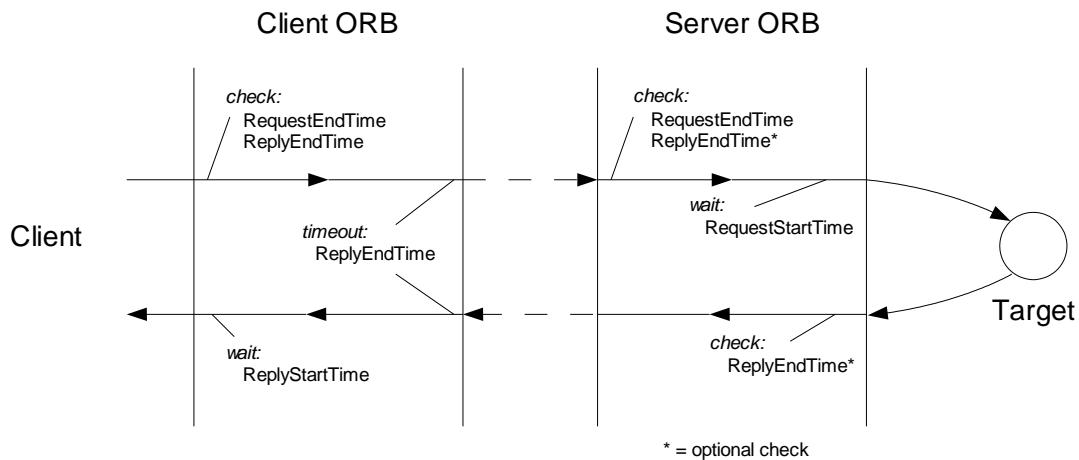 Client ORB
Server ORB
check:
RequestEndTime
ReplyEndTime
check:
RequestEndTime
ReplyEndTime*
wait:
RequestStartTime
Client
timeout:
ReplyEndTime
Target
wait:
ReplyStartTime
check:
ReplyEndTime*
* = optional check